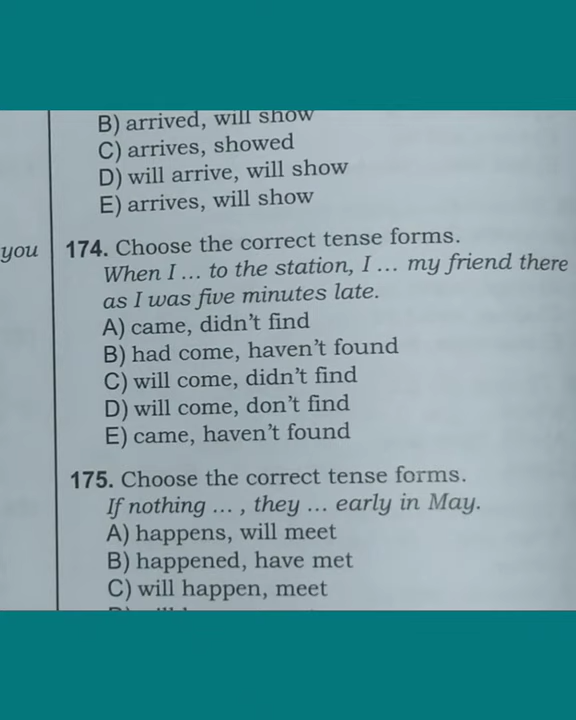 B) arrived, will show
C) arrives, showed
D) will arrive, will show
E) arrives, will show
you
174. Choose the correct tense forms.
When I ... to the station, I ... my friend there
as I was five minutes late.
A) came, didn't find
B) had come, haven't found
C) will come, didn't find
D) will come, don't find
E) came, haven't found
175. Choose the correct tense forms.
If nothing ... , they ... early in May.
A) happens, will meet
B) happened, have met
C) will happen, meet